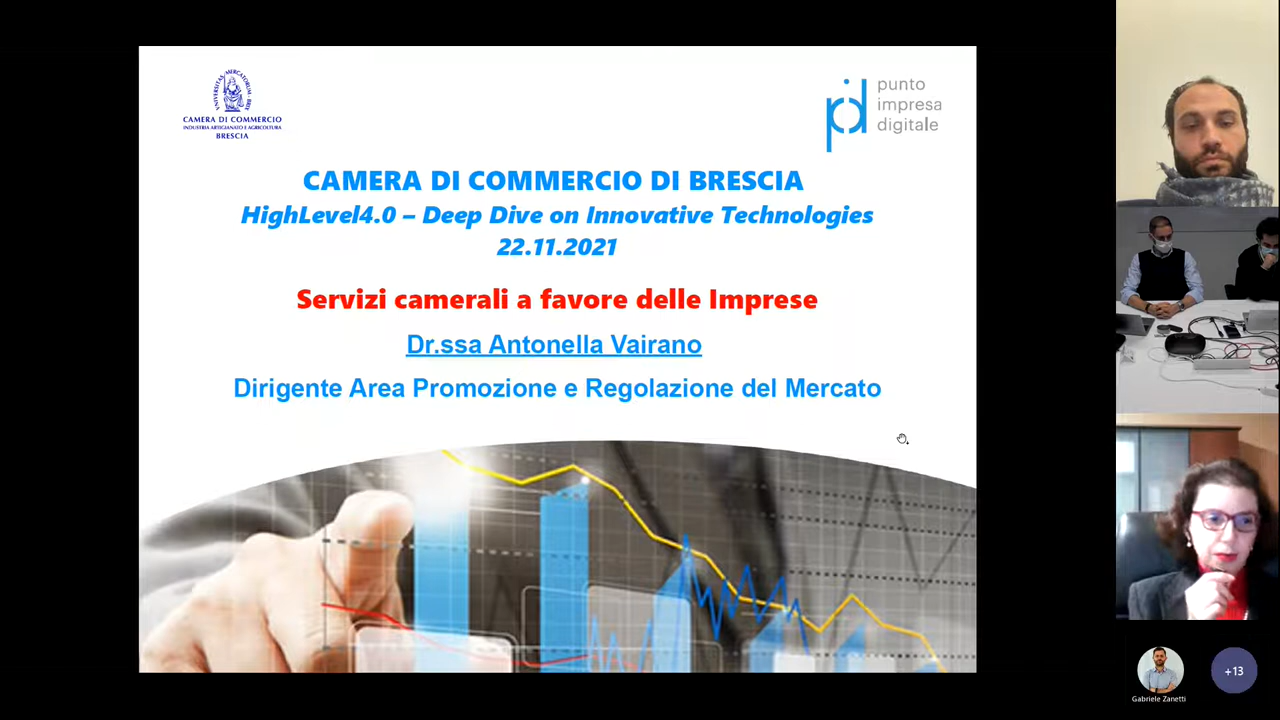 CAMERA DI COMMERCIO
INDUSTRIA ARTIGIANATO E AGRICOLTURA
BRESCIA
punto
impresa
digitale
CAMERA DI COMMERCIO DI BRESCIA
HighLevel4.0 – Deep Dive on Innovative Technologies
22.11.2021
Servizi camerali a favore delle Imprese
Dr.ssa Antonella Vairano
Dirigente Area Promozione e Regolazione del Mercato
Gabriele Zanetti
+13